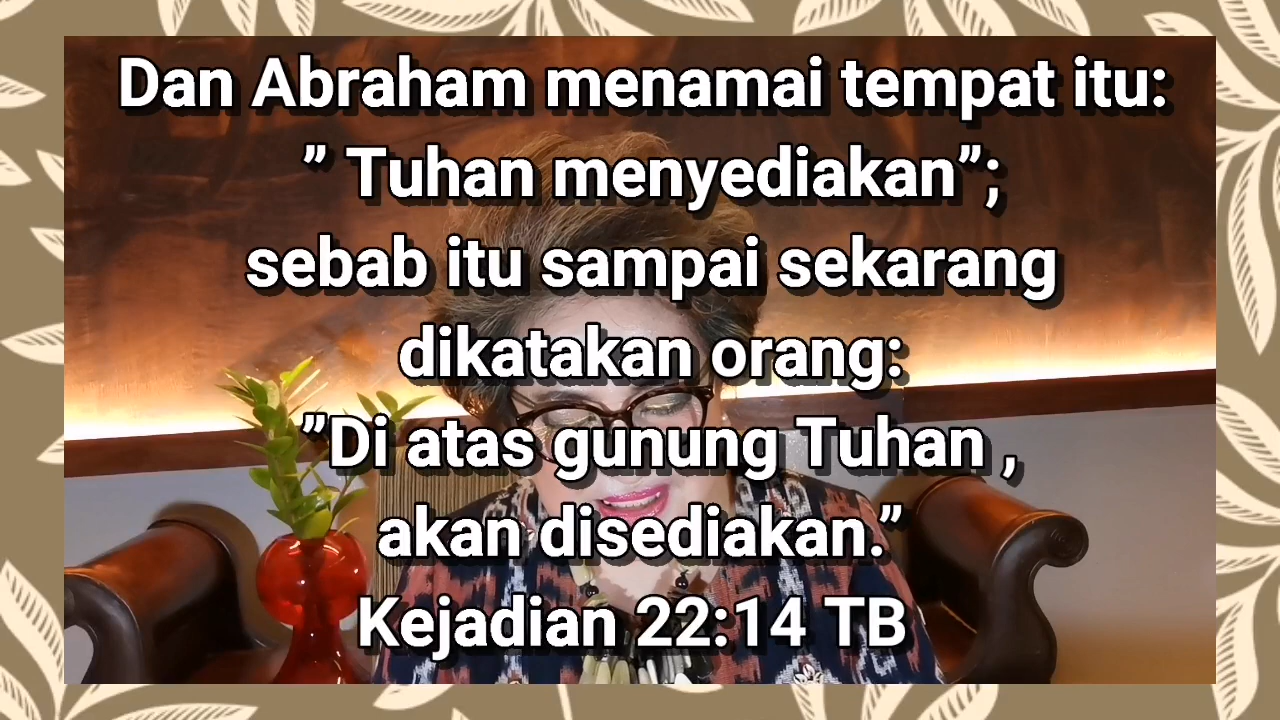 Dan Abraham menamai tempat itu:
” Tuhan menyediakan”;
sebab itu sampai sekarang
dikatakan orang:
”Di atas gunung Tuhan ,
akan disediakan.”
Kejadian 22:14 TB